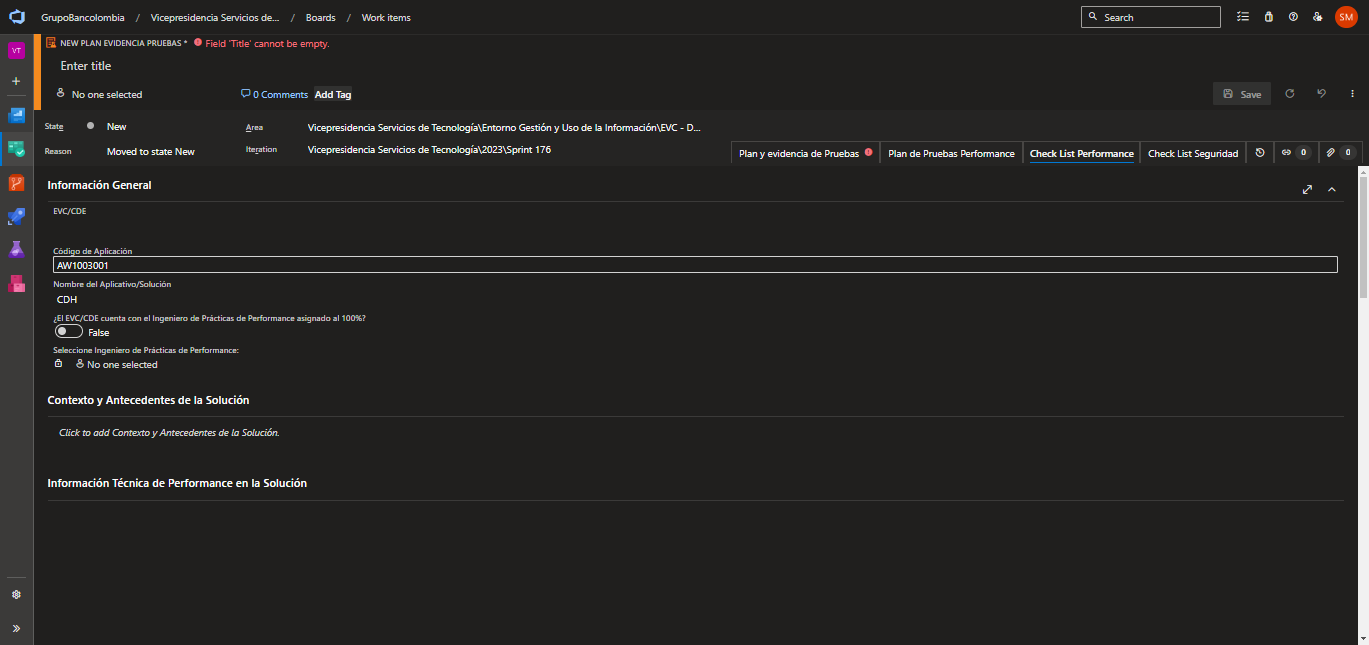 GrupoBancolombia / Vicepresidencia Servicios de... / Boards / Work items
Search
SM
VT
NEW PLAN EVIDENCIA PRUEBAS * Field 'Title' cannot be empty.
Enter title
No one selected
0 Comments
Add Tag
Save
State
New
Area
Vicepresidencia Servicios de Tecnología\Entorno Gestión y Uso de la Información\EVC - D...
Reason
Moved to state New
Iteration
Vicepresidencia Servicios de Tecnología\2023\Sprint 176
Plan y evidencia de Pruebas
Plan de Pruebas Performance
Check List Performance
Check List Seguridad
0
0
Información General
EVC/CDE
Código de Aplicación
AW1003001
Nombre del Aplicativo/Solución
CDH
¿El EVC/CDE cuenta con el Ingeniero de Prácticas de Performance asignado al 100%?
False
Seleccione Ingeniero de Prácticas de Performance:
No one selected
Contexto y Antecedentes de la Solución
Click to add Contexto y Antecedentes de la Solución.
Información Técnica de Performance en la Solución